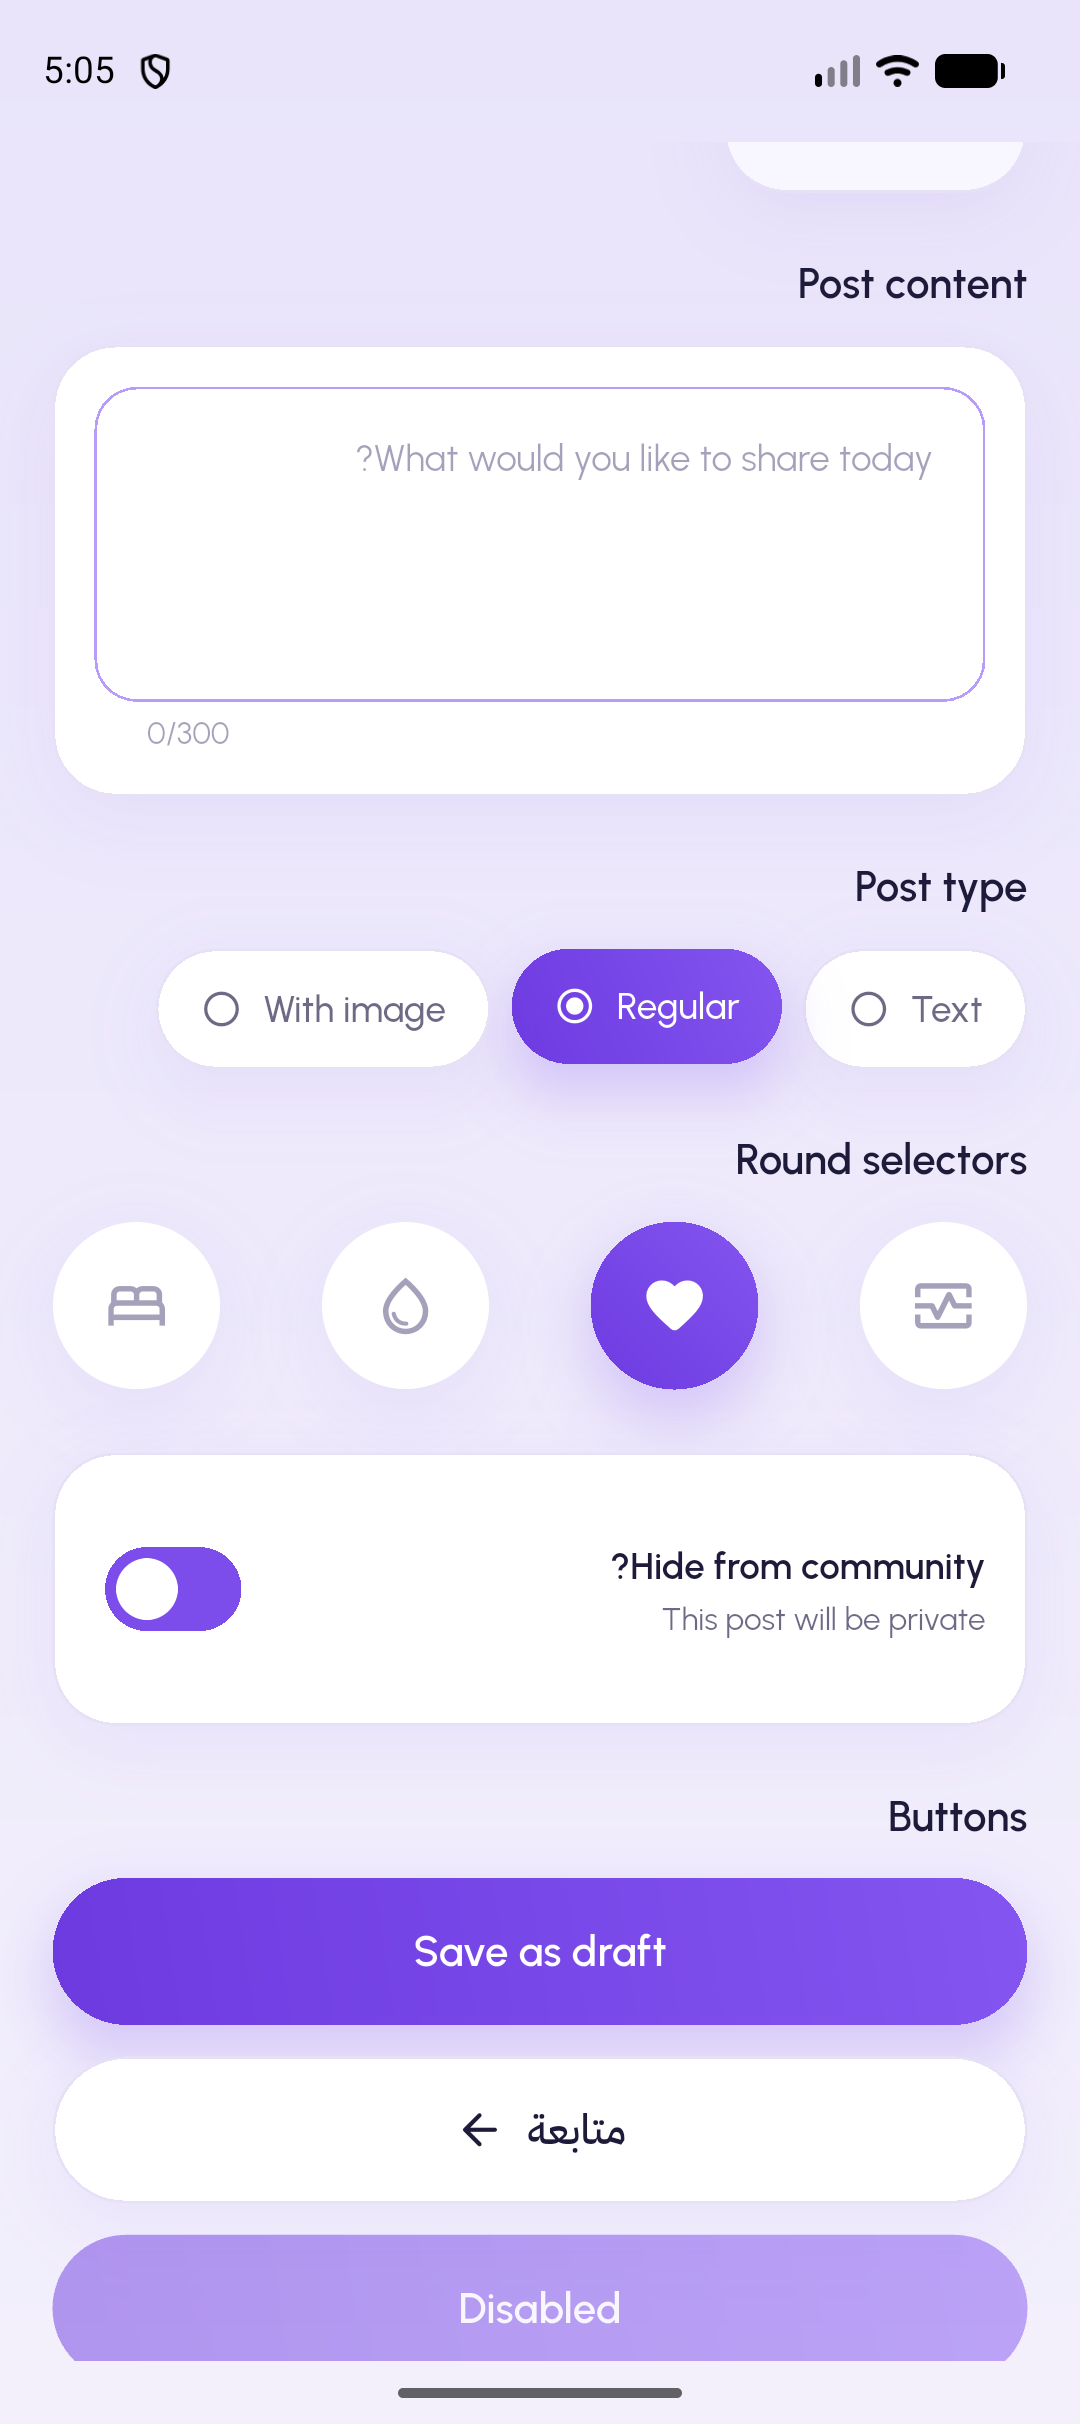 5:05
Post content
?What would you like to share today
0/300
Post type
Text
Regular
With image
Round selectors
?Hide from community
This post will be private
Buttons
Save as draft
متابعة
Disabled